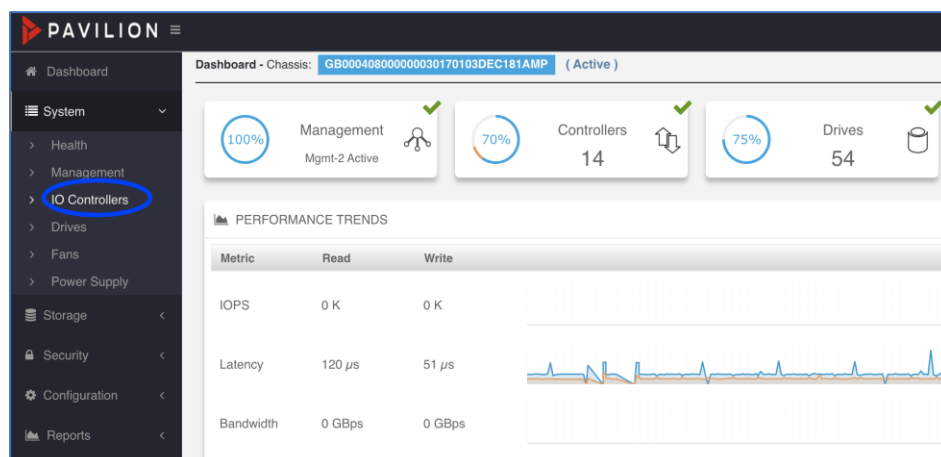 PAVILION
Dashboard
System
Health
Management
IO Controllers
Drives
Fans
Power Supply
Storage
Security
Configuration
Reports
Dashboard - Chassis: GB00040800000030170103DEC181AMP ( Active )
100% Management
Mgmt-2 Active
70% Controllers
14
75% Drives
54
PERFORMANCE TRENDS
Metric Read Write
IOPS 0 K 0 K
Latency 120 µs 51 µs
Bandwidth 0 GBps 0 GBps